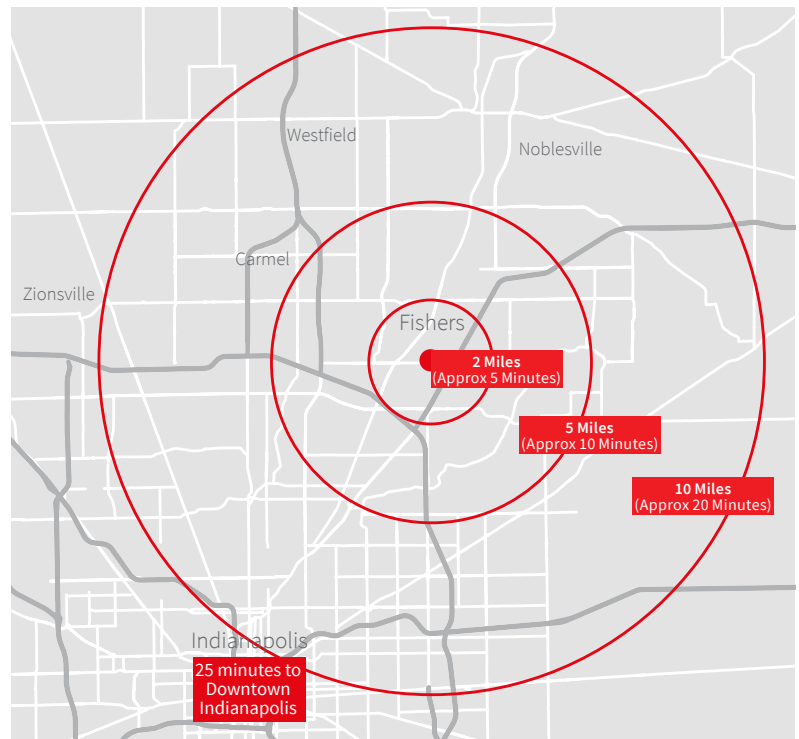 Westfield
Noblesville
Carmel
Zionsville
Fishers
2 Miles
(Approx 5 Minutes)
5 Miles
(Approx 10 Minutes)
10 Miles
(Approx 20 Minutes)
Indianapolis
25 minutes to
Downtown
Indianapolis